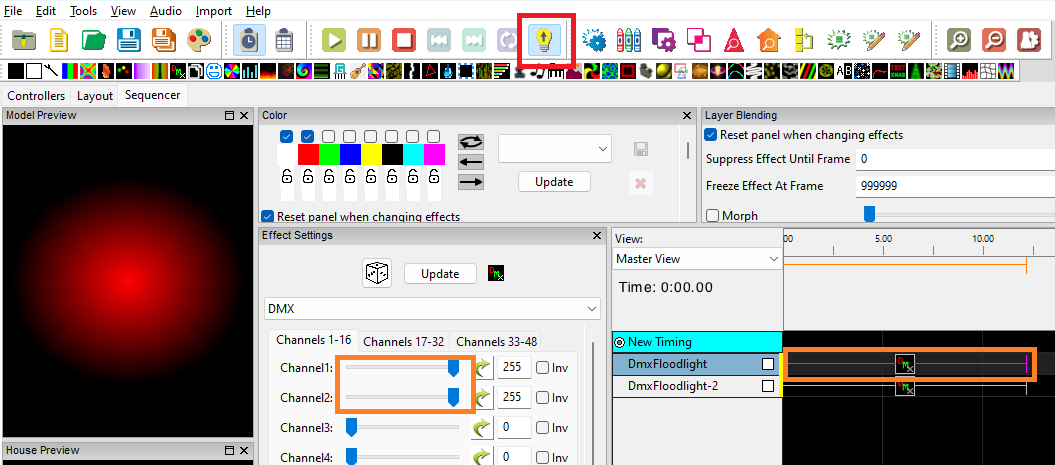 File Edit Tools View Audio Import Help
Controllers Layout Sequencer
Model Preview
Color
Layer Blending
Reset panel when changing effects
Suppress Effect Until Frame 0
Update
Freeze Effect At Frame 999999
Reset panel when changing effects
Morph
Effect Settings
View:
00 5.00 10.00
Master View
Update
Time: 0:00.00
DMX
Channels 1-16 Channels 17-32 Channels 33-48
New Timing
Channel1: 255 Inv
DmxFloodlight
Channel2: 255 Inv
DmxFloodlight-2
Channel3: 0 Inv
House Preview
Channel4: 0 Inv